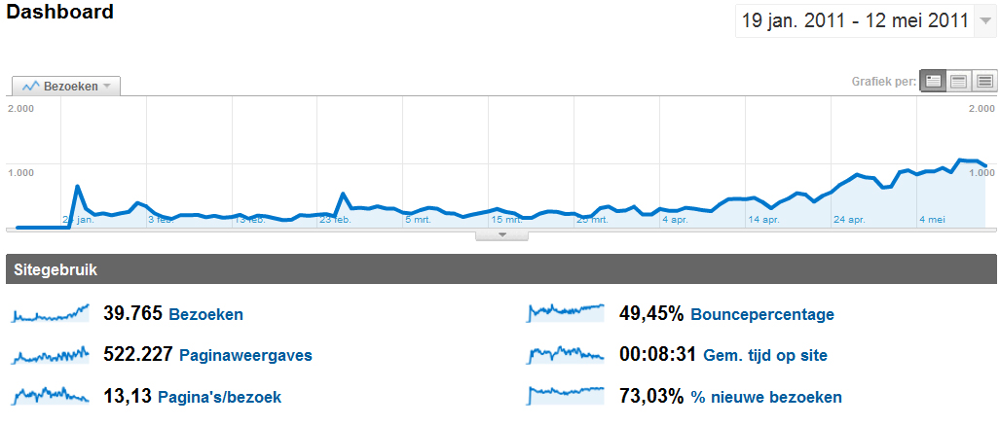 Dashboard
19 jan. 2011 - 12 mei 2011
Bezoeken
Grafiek per:
2.000 2.000
1.000 1.000
24 jan. 3 feb. 13 feb. 23 feb. 5 mrt. 15 mrt. 25 mrt. 4 apr. 14 apr. 24 apr. 4 mei
Sitegebruik
39.765 Bezoeken
49,45% Bouncepercentage
522.227 Paginaweergaves
00:08:31 Gem. tijd op site
13,13 Pagina's/bezoek
73,03% % nieuwe bezoeken